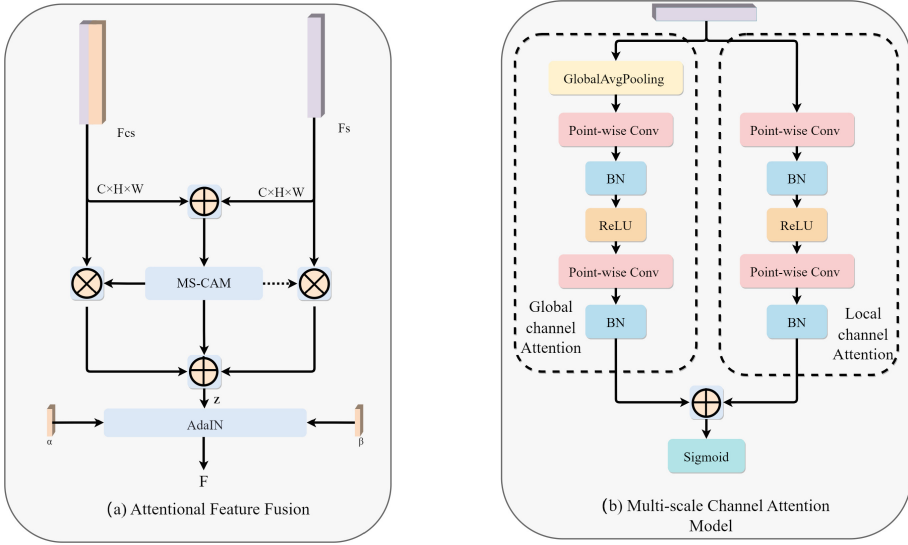 Fcs
Fs
C×H×W
C×H×W
MS-CAM
z
α
AdaIN
β
F
(a) Attentional Feature Fusion
GlobalAvgPooling
Point-wise Conv
BN
ReLU
Point-wise Conv
BN
Global
channel
Attention
Point-wise Conv
BN
ReLU
Point-wise Conv
BN
Local
channel
Attention
Sigmoid
(b) Multi-scale Channel Attention
Model